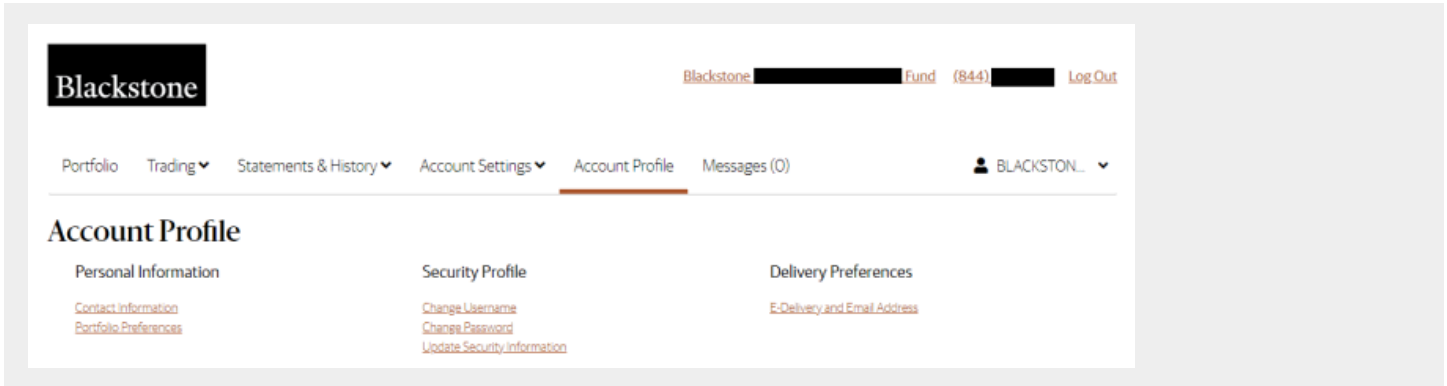 Blackstone
Blackstone Fund (844) Log Out
Portfolio Trading Statements & History Account Settings Account Profile Messages (0) BLACKSTON...
Account Profile
Personal Information Security Profile Delivery Preferences
Contact Information Change Username E-Delivery and Email Address
Portfolio Preferences Change Password
Update Security Information